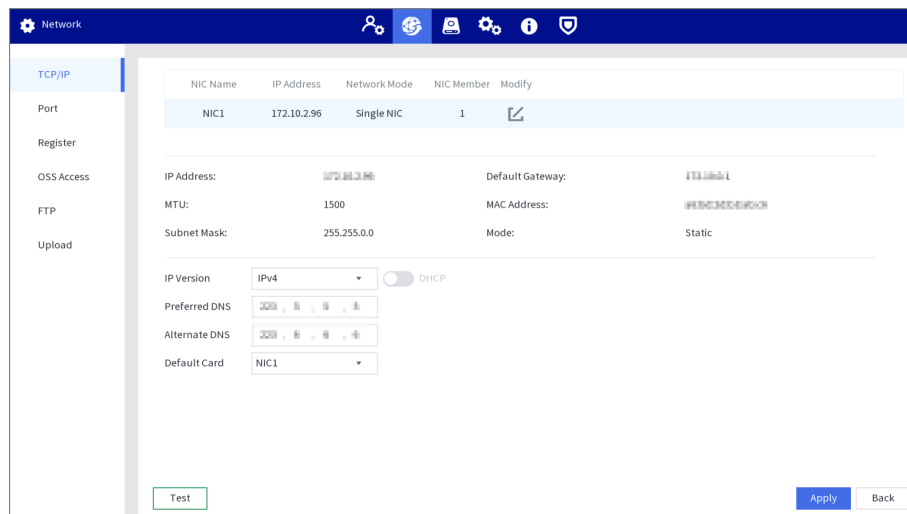 Network
TCP/IP
Port
Register
OSS Access
FTP
Upload
NIC Name IP Address Network Mode NIC Member Modify
NIC1 172.10.2.96 Single NIC 1
IP Address: Default Gateway:
MTU: 1500 MAC Address:
Subnet Mask: 255.255.0.0 Mode: Static
IP Version IPv4 DHCP
Preferred DNS
Alternate DNS
Default Card NIC1
Test Apply Back